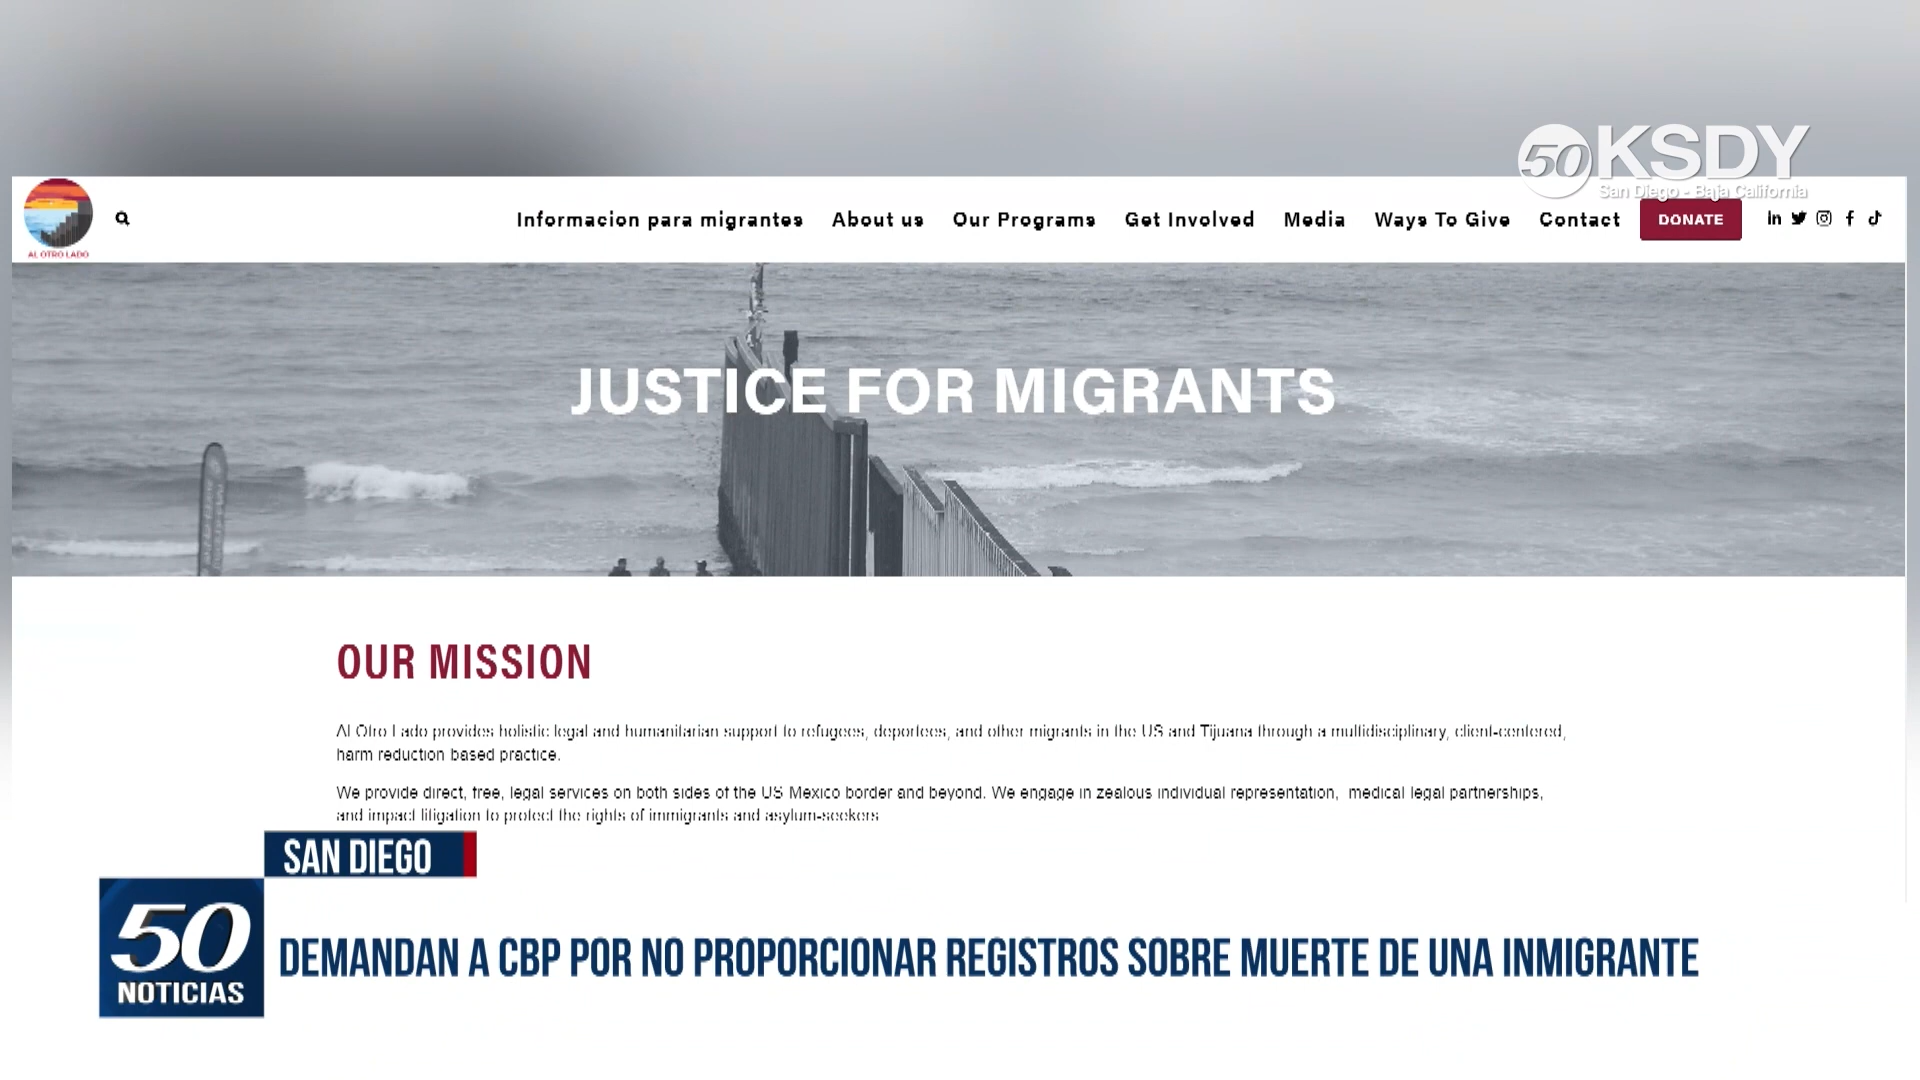 50 KSDY
San Diego - Baja California
AL OTRO LADO
Informacion para migrantes About us Our Programs Get Involved Media Ways To Give Contact DONATE
JUSTICE FOR MIGRANTS
OUR MISSION
Al Otro Lado provides holistic legal and humanitarian support to refugees, deportees, and other migrants in the US and Tijuana through a multidisciplinary, client-centered,
harm reduction based practice.
We provide direct, free, legal services on both sides of the US Mexico border and beyond. We engage in zealous individual representation, medical legal partnerships,
and impact litigation to protect the rights of immigrants and asylum-seekers
SAN DIEGO
50
NOTICIAS
DEMANDAN A CBP POR NO PROPORCIONAR REGISTROS SOBRE MUERTE DE UNA INMIGRANTE